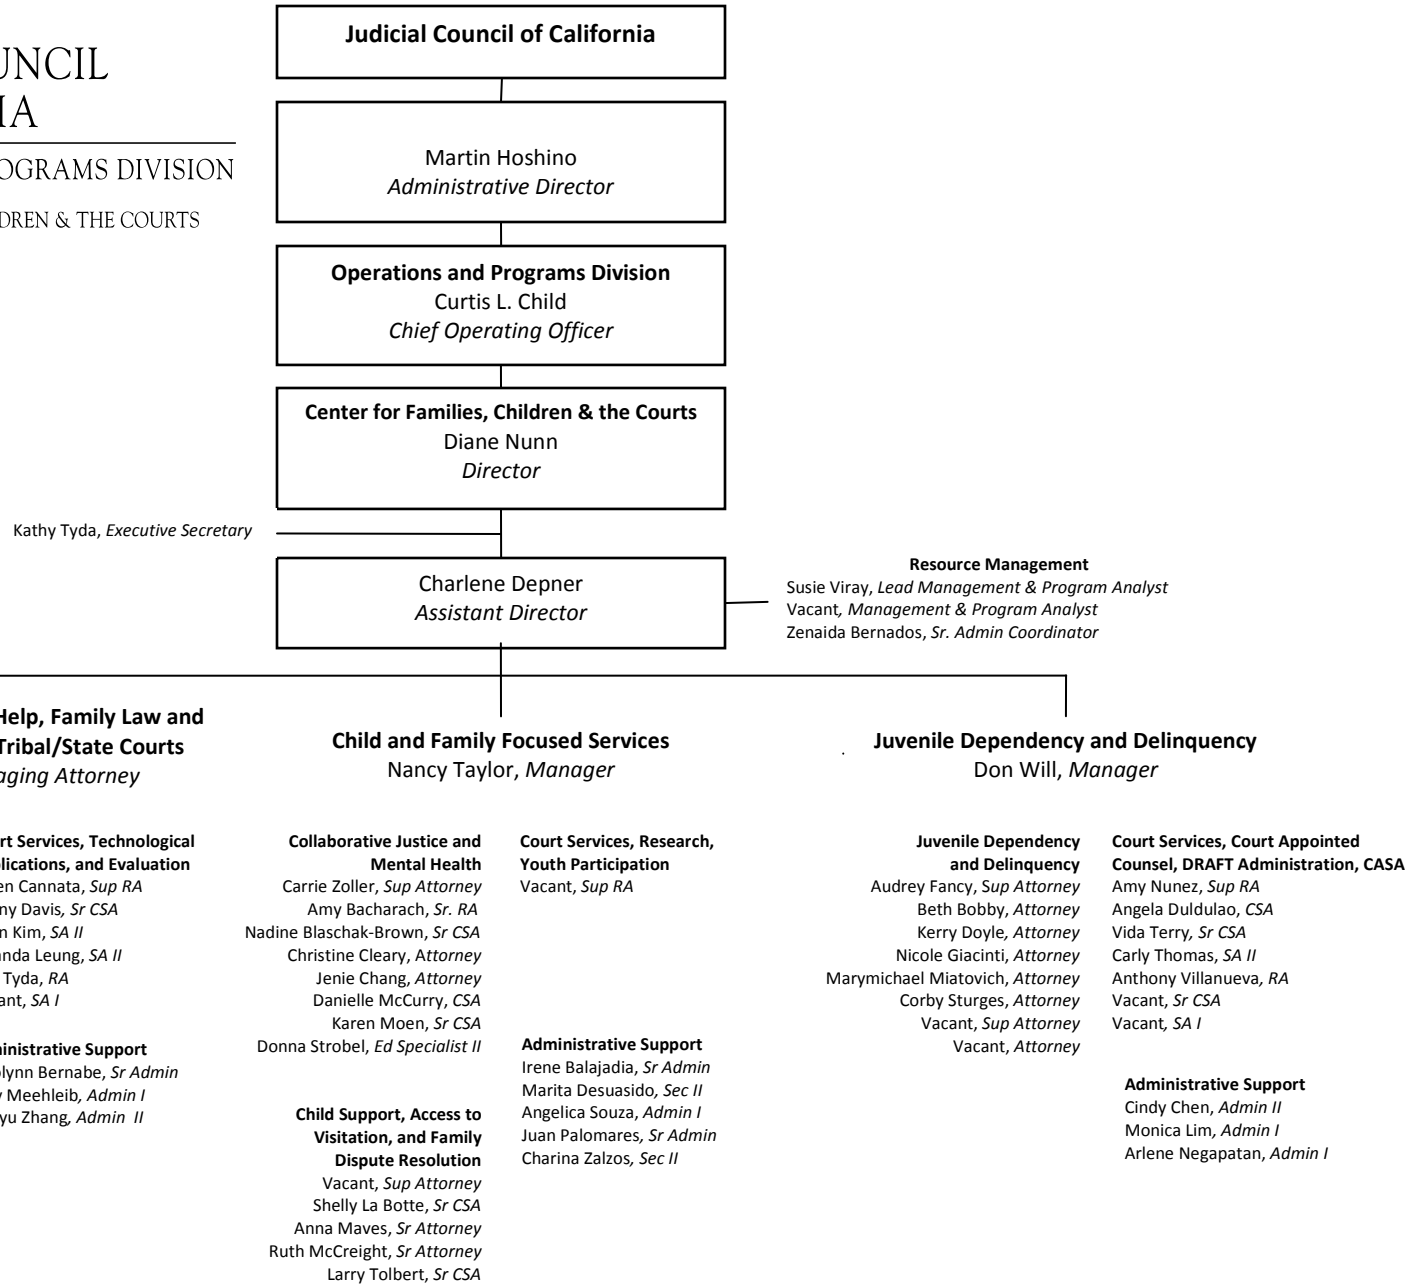 UNCIL
IA
OGRAMS DIVISION
DREN & THE COURTS
Judicial Council of California
Martin Hoshino
Administrative Director
Operations and Programs Division
Curtis L. Child
Chief Operating Officer
Center for Families, Children & the Courts
Diane Nunn
Director
Kathy Tyda, Executive Secretary
Charlene Depner
Assistant Director
Resource Management
Susie Viray, Lead Management & Program Analyst
Vacant, Management & Program Analyst
Zenaida Bernados, Sr. Admin Coordinator
Help, Family Law and
Tribal/State Courts
aging Attorney
rt Services, Technological
lications, and Evaluation
en Cannata, Sup RA
ny Davis, Sr CSA
n Kim, SA II
nda Leung, SA II
Tyda, RA
ant, SA I
inistrative Support
lynn Bernabe, Sr Admin
y Meehleib, Admin I
yu Zhang, Admin II
Child and Family Focused Services
Nancy Taylor, Manager
Collaborative Justice and
Mental Health
Carrie Zoller, Sup Attorney
Amy Bacharach, Sr. RA
Nadine Blaschak-Brown, Sr CSA
Christine Cleary, Attorney
Jenie Chang, Attorney
Danielle McCurry, CSA
Karen Moen, Sr CSA
Donna Strobel, Ed Specialist II
Child Support, Access to
Visitation, and Family
Dispute Resolution
Vacant, Sup Attorney
Shelly La Botte, Sr CSA
Anna Maves, Sr Attorney
Ruth McCreight, Sr Attorney
Larry Tolbert, Sr CSA
Court Services, Research,
Youth Participation
Vacant, Sup RA
Administrative Support
Irene Balajadia, Sr Admin
Marita Desuasido, Sec II
Angelica Souza, Admin I
Juan Palomares, Sr Admin
Charina Zalzos, Sec II
Juvenile Dependency and Delinquency
Don Will, Manager
Juvenile Dependency
and Delinquency
Audrey Fancy, Sup Attorney
Beth Bobby, Attorney
Kerry Doyle, Attorney
Nicole Giacinti, Attorney
Marymichael Miatovich, Attorney
Corby Sturges, Attorney
Vacant, Sup Attorney
Vacant, Attorney
Court Services, Court Appointed
Counsel, DRAFT Administration, CASA
Amy Nunez, Sup RA
Angela Duldulao, CSA
Vida Terry, Sr CSA
Carly Thomas, SA II
Anthony Villanueva, RA
Vacant, Sr CSA
Vacant, SA I
Administrative Support
Cindy Chen, Admin II
Monica Lim, Admin I
Arlene Negapatan, Admin I